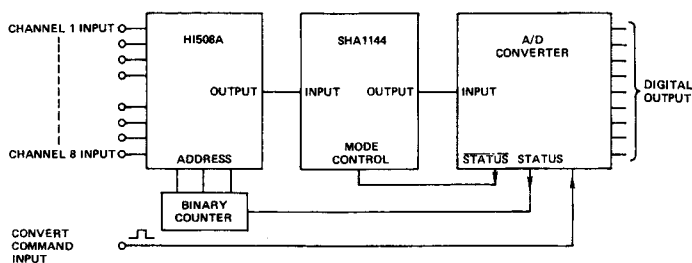 CHANNEL 1 INPUT
HI508A
SHA1144
A/D
CONVERTER
OUTPUT
INPUT
OUTPUT
INPUT
DIGITAL
OUTPUT
CHANNEL 8 INPUT
ADDRESS
MODE
CONTROL
STATUS
STATUS
BINARY
COUNTER
CONVERT
COMMAND
INPUT